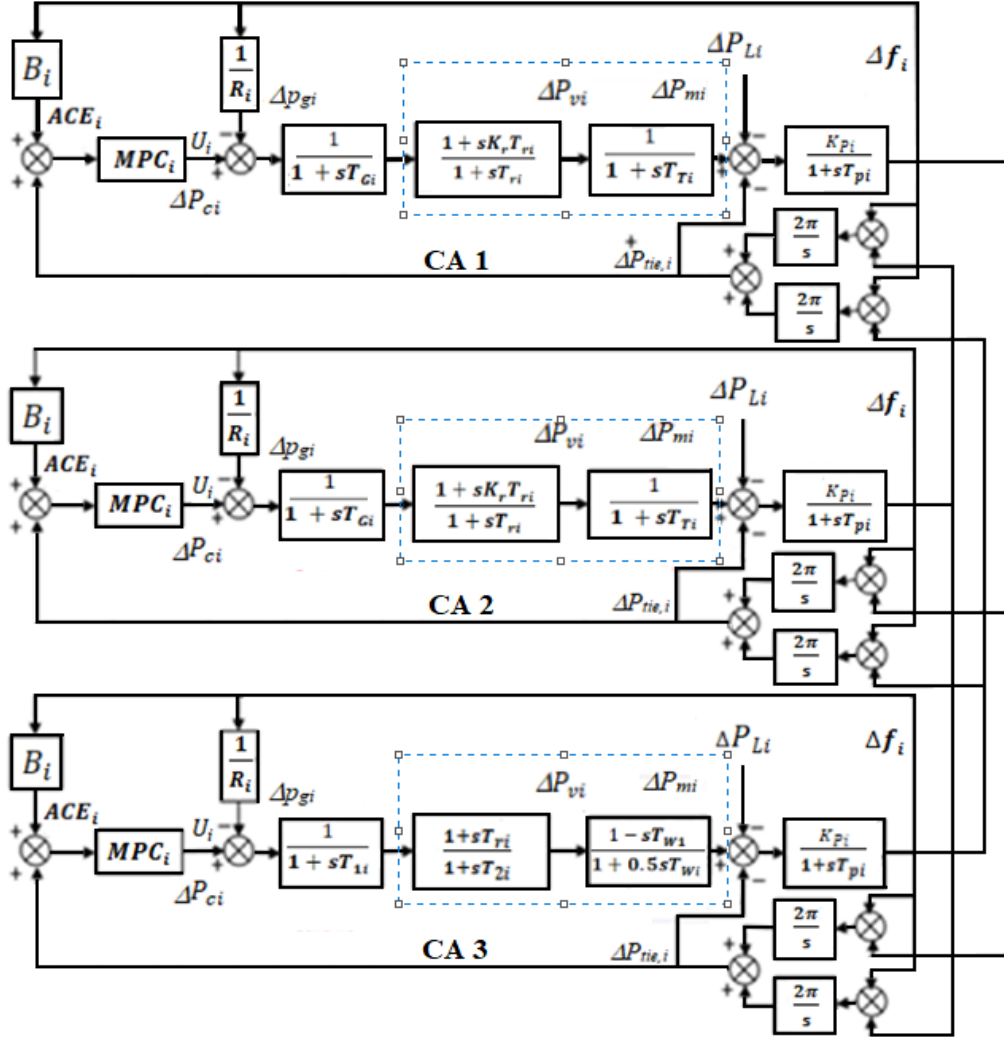 ΔP_Li
Δf_i
B_i
1/R_i
Δp_gi
ΔP_vi
ΔP_mi
ACE_i
+
+
MPC_i
U_i
−
+
1/(1 + sT_Gi)
(1 + sK_rT_ri)/(1 + sT_ri)
1/(1 + sT_Ti)
−
+
−
K_Pi/(1+sT_pi)
ΔP_ci
2π/s
+
CA 1
ΔP_tie,i
+
+
2π/s
ΔP_Li
Δf_i
B_i
1/R_i
Δp_gi
ΔP_vi
ΔP_mi
ACE_i
+
+
MPC_i
U_i
−
+
1/(1 + sT_Gi)
(1 + sK_rT_ri)/(1 + sT_ri)
1/(1 + sT_Ti)
−
+
−
K_Pi/(1+sT_pi)
ΔP_ci
2π/s
CA 2
ΔP_tie,i
+
+
2π/s
ΔP_Li
Δf_i
B_i
1/R_i
Δp_gi
ΔP_vi
ΔP_mi
ACE_i
+
+
MPC_i
U_i
−
+
1/(1 + sT_1i)
(1+sT_ri)/(1+sT_2i)
(1 − sT_W1)/(1 + 0.5sT_Wi)
−
+
−
K_Pi/(1+sT_pi)
ΔP_ci
2π/s
CA 3
ΔP_tie,i
+
+
2π/s